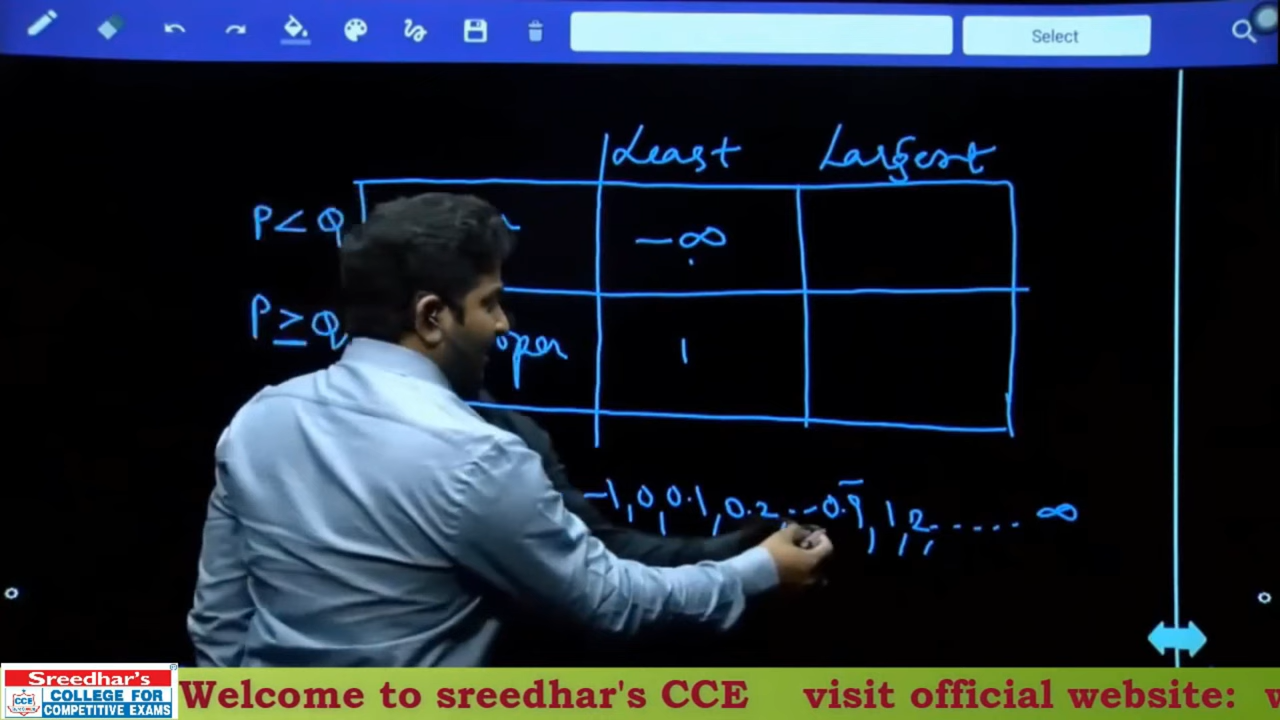 Select
Least Largest
P < Q
− ∞
P ≥ Q
1
−1, 0, 0.1, 0.2, ... 0.9̅, 1, 2, ..... ∞
Sreedhar's
CCE
COLLEGE FOR
COMPETITIVE EXAMS
Welcome to sreedhar's CCE visit official website: